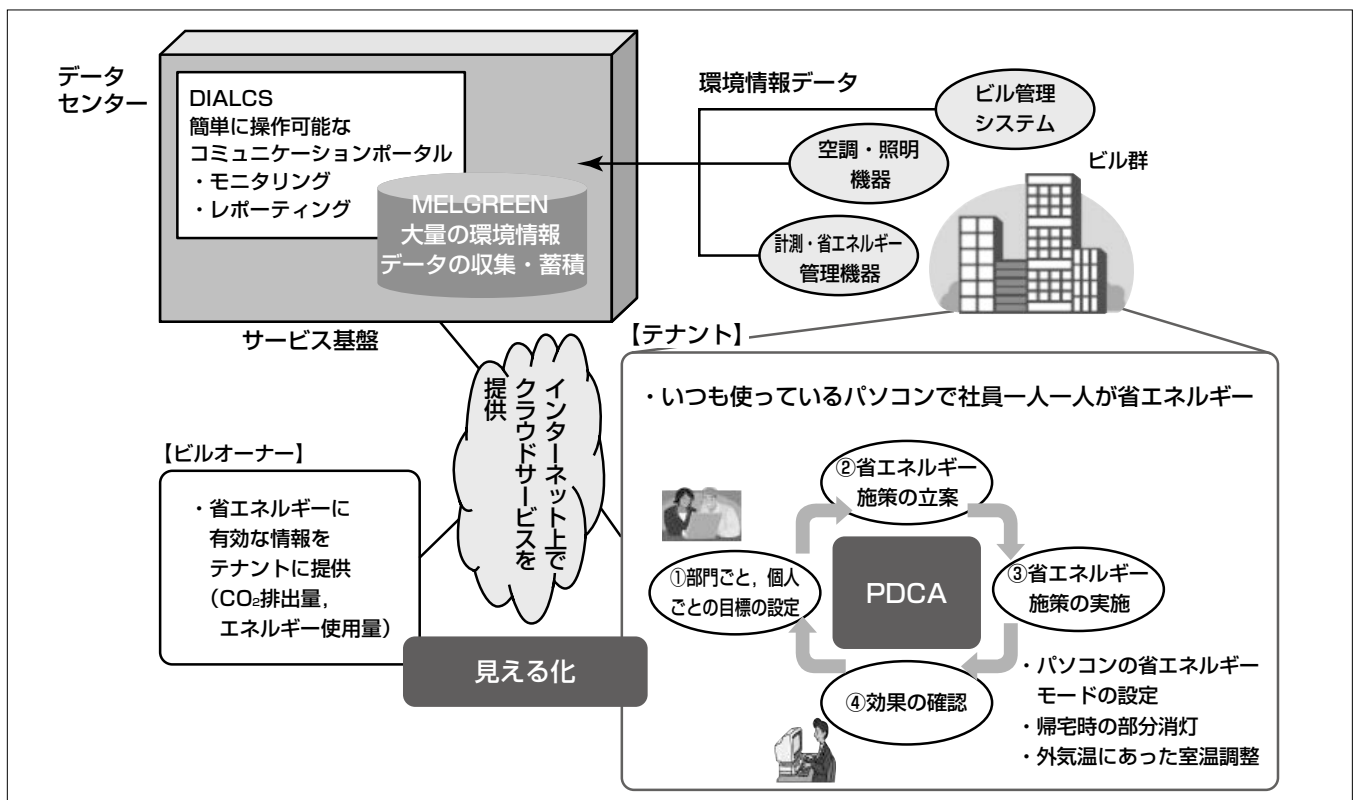 データ
センター
DIALCS
簡単に操作可能な
コミュニケーションポータル
・モニタリング
・レポーティング
MELGREEN
大量の環境情報
データの収集・蓄積
サービス基盤
環境情報データ
ビル管理
システム
空調・照明
機器
計測・省エネルギー
管理機器
ビル群
インターネット上で
クラウドサービスを
提供
【ビルオーナー】
・省エネルギーに
有効な情報を
テナントに提供
（CO₂排出量，
エネルギー使用量）
見える化
【テナント】
・いつも使っているパソコンで社員一人一人が省エネルギー
①部門ごと，個人
ごとの目標の設定
②省エネルギー
施策の立案
PDCA
③省エネルギー
施策の実施
④効果の確認
・パソコンの省エネルギー
モードの設定
・帰宅時の部分消灯
・外気温にあった室温調整